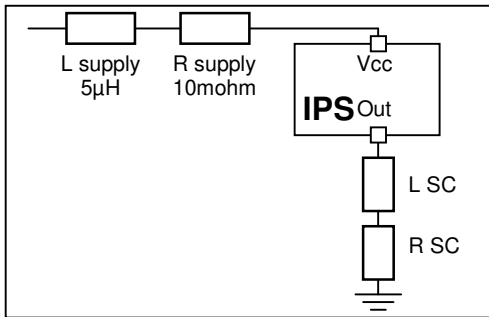 L supply
5µH
R supply
10mohm
Vcc
IPS Out
L SC
R SC